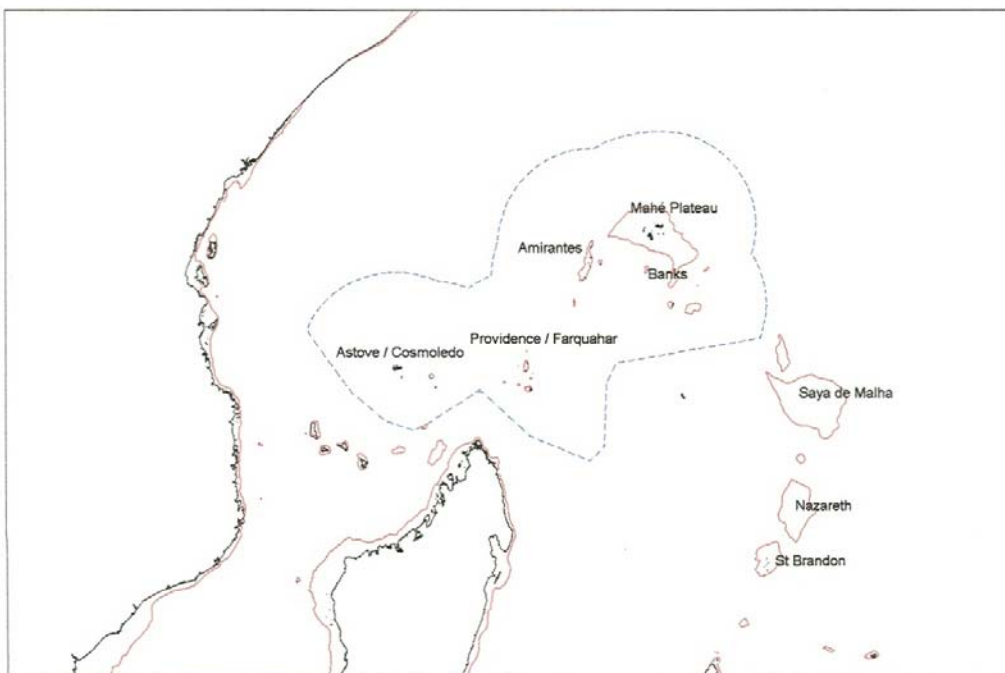 Mahé Plateau
Amirantes
Banks
Providence / Farquahar
Astove / Cosmoledo
Saya de Malha
Nazareth
St Brandon